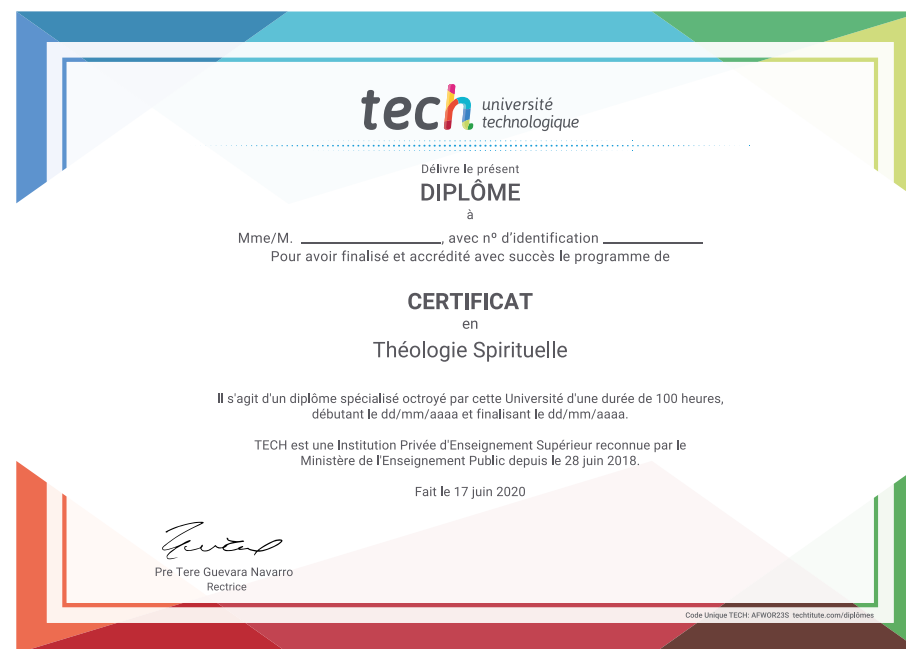 tech université
technologique
Délivre le présent
DIPLÔME
à
Mme/M. ____________________, avec nº d'identification ______________
Pour avoir finalisé et accrédité avec succès le programme de
CERTIFICAT
en
Théologie Spirituelle
Il s'agit d'un diplôme spécialisé octroyé par cette Université d'une durée de 100 heures,
débutant le dd/mm/aaaa et finalisant le dd/mm/aaaa.
TECH est une Institution Privée d'Enseignement Supérieur reconnue par le
Ministère de l'Enseignement Public depuis le 28 juin 2018.
Fait le 17 juin 2020
Pre Tere Guevara Navarro
Rectrice
Code Unique TECH: AFWOR23S techtitute.com/diplômes